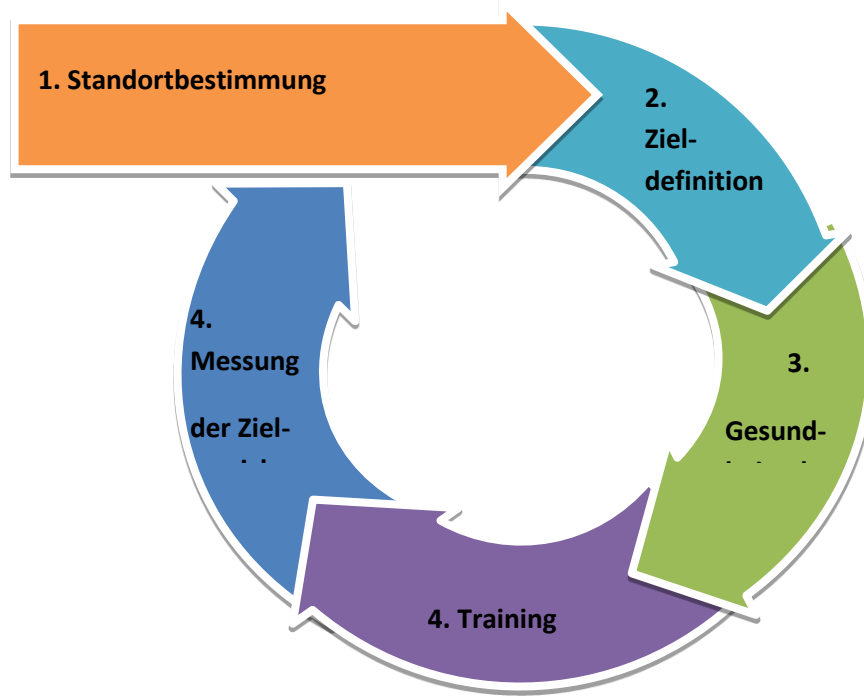 1. Standortbestimmung
2.
Ziel-
definition
3.
Gesund-
4. Training
4.
Messung
der Ziel-